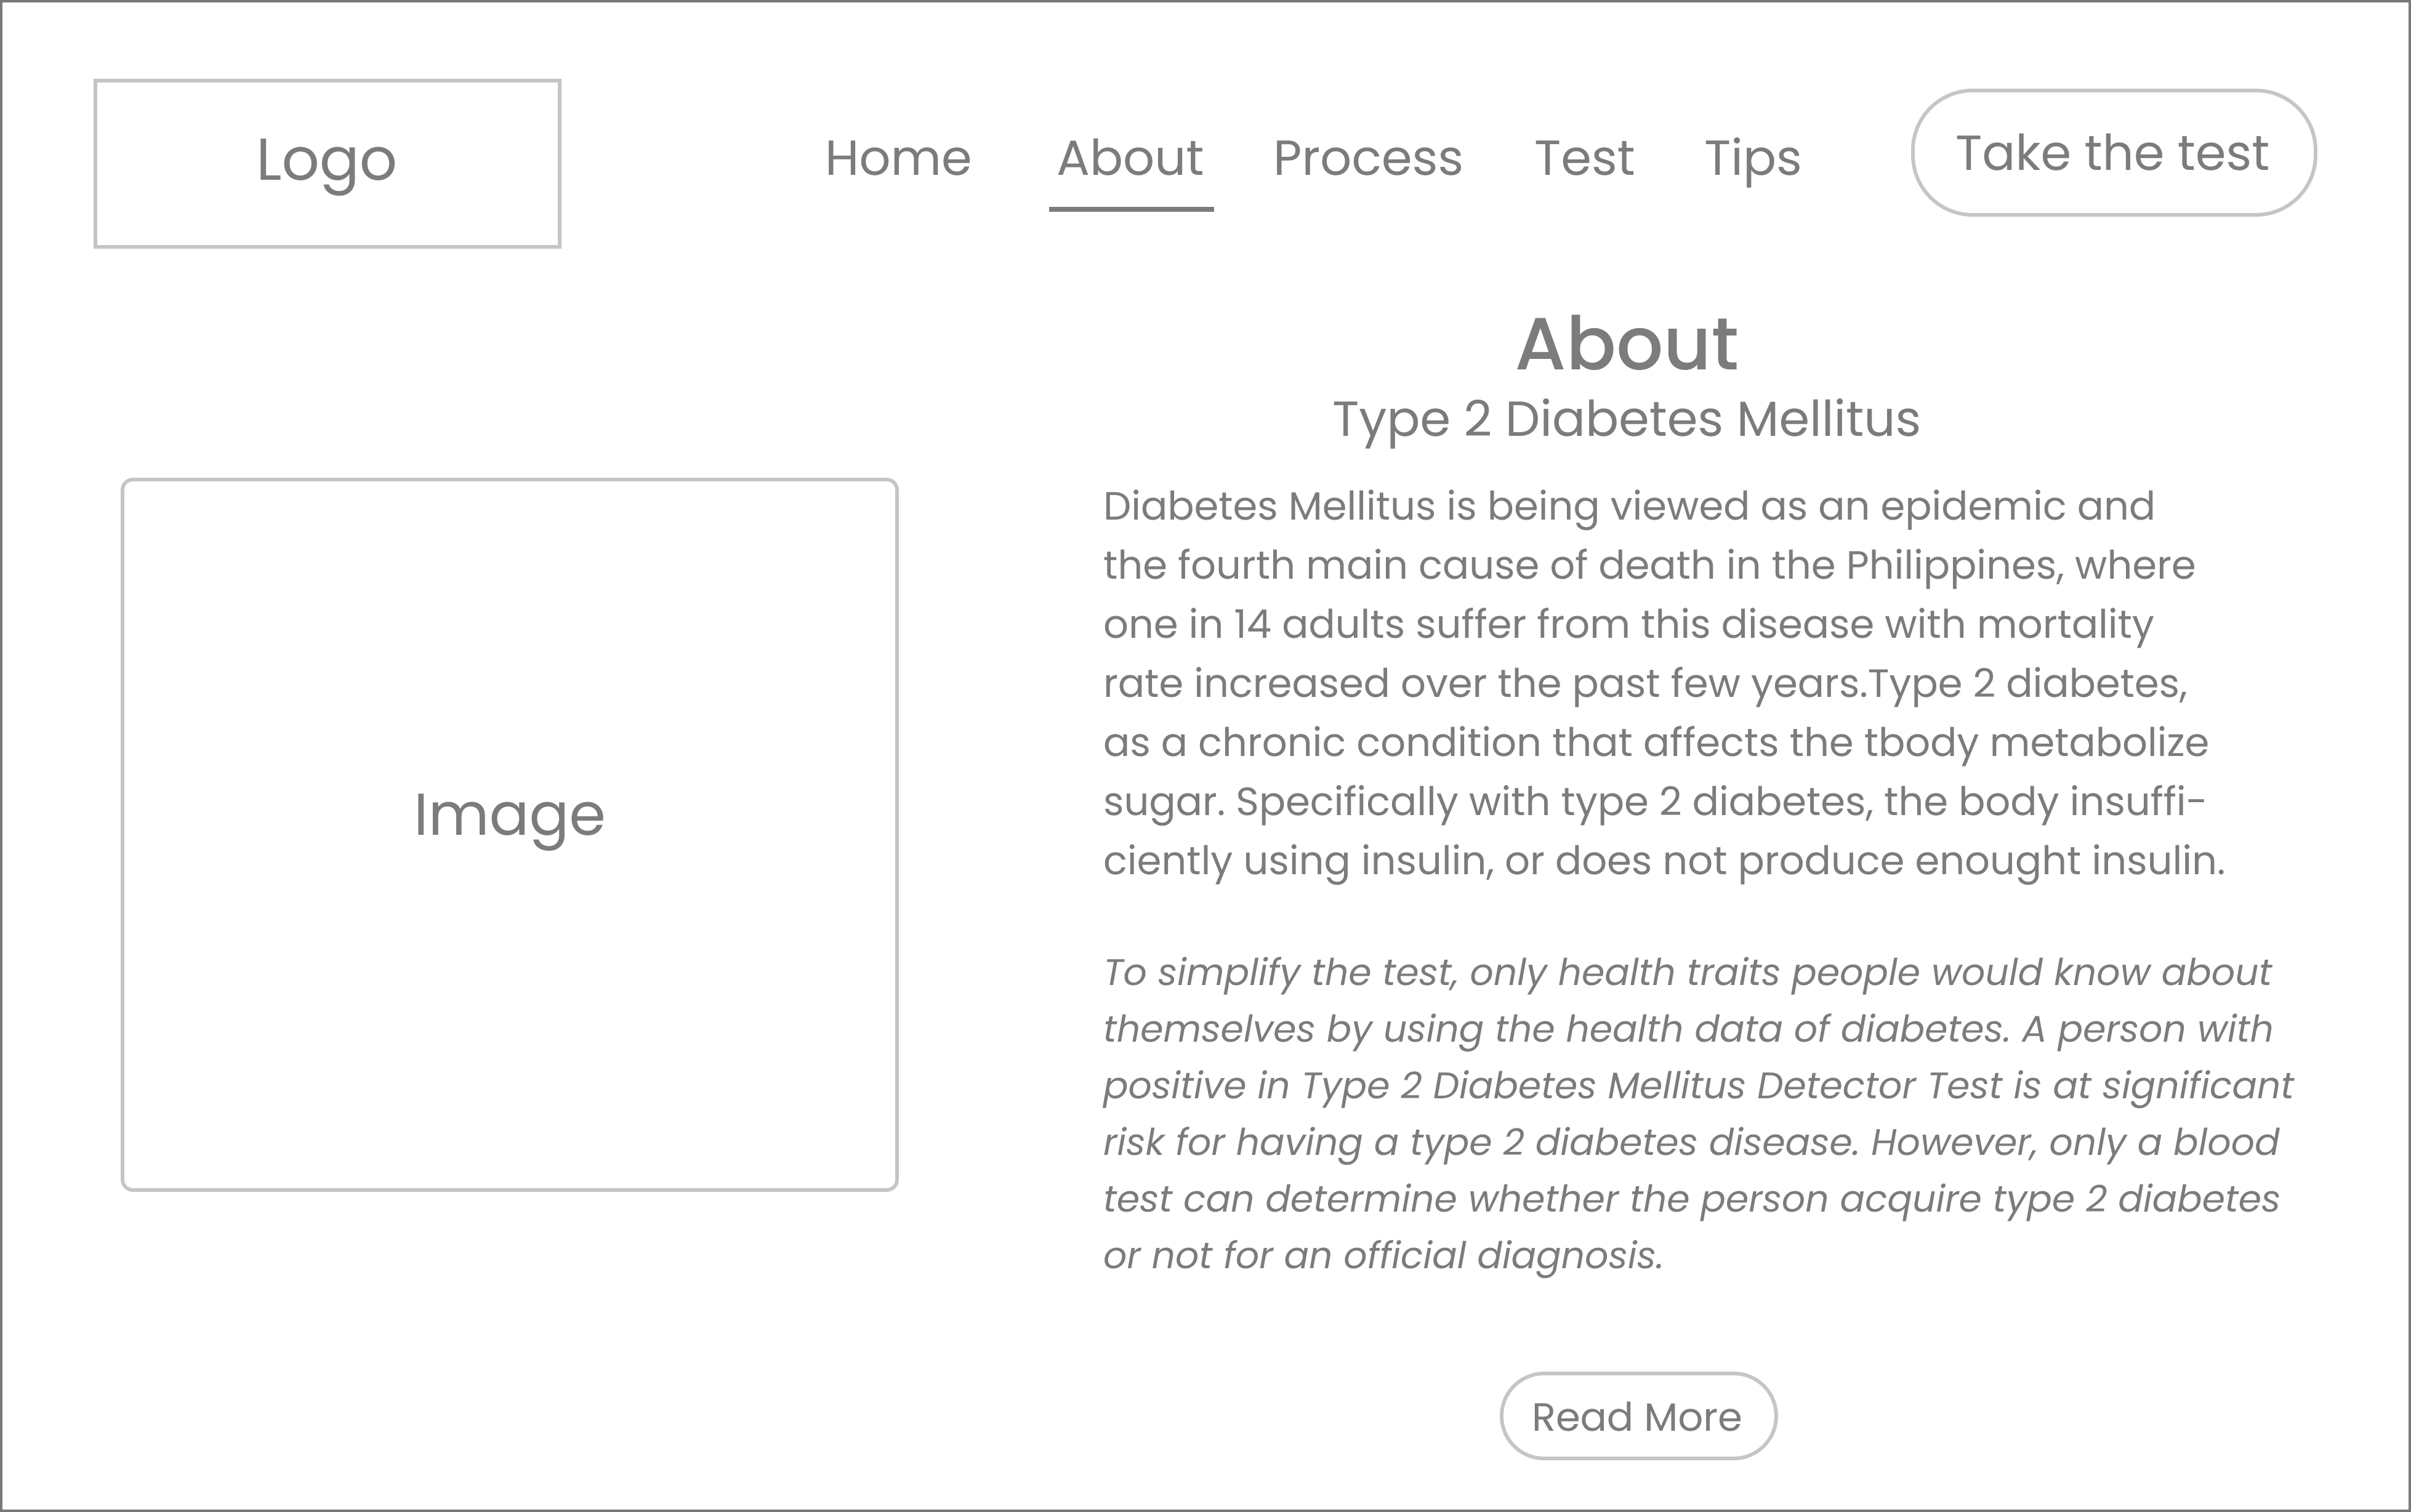 Logo
Home About Process Test Tips Take the test
About
Type 2 Diabetes Mellitus
Diabetes Mellitus is being viewed as an epidemic and
the fourth main cause of death in the Philippines, where
one in 14 adults suffer from this disease with mortality
rate increased over the past few years.Type 2 diabetes,
as a chronic condition that affects the tbody metabolize
sugar. Specifically with type 2 diabetes, the body insuffi-
ciently using insulin, or does not produce enought insulin.
Image
To simplify the test, only health traits people would know about
themselves by using the health data of diabetes. A person with
positive in Type 2 Diabetes Mellitus Detector Test is at significant
risk for having a type 2 diabetes disease. However, only a blood
test can determine whether the person acquire type 2 diabetes
or not for an official diagnosis.
Read More